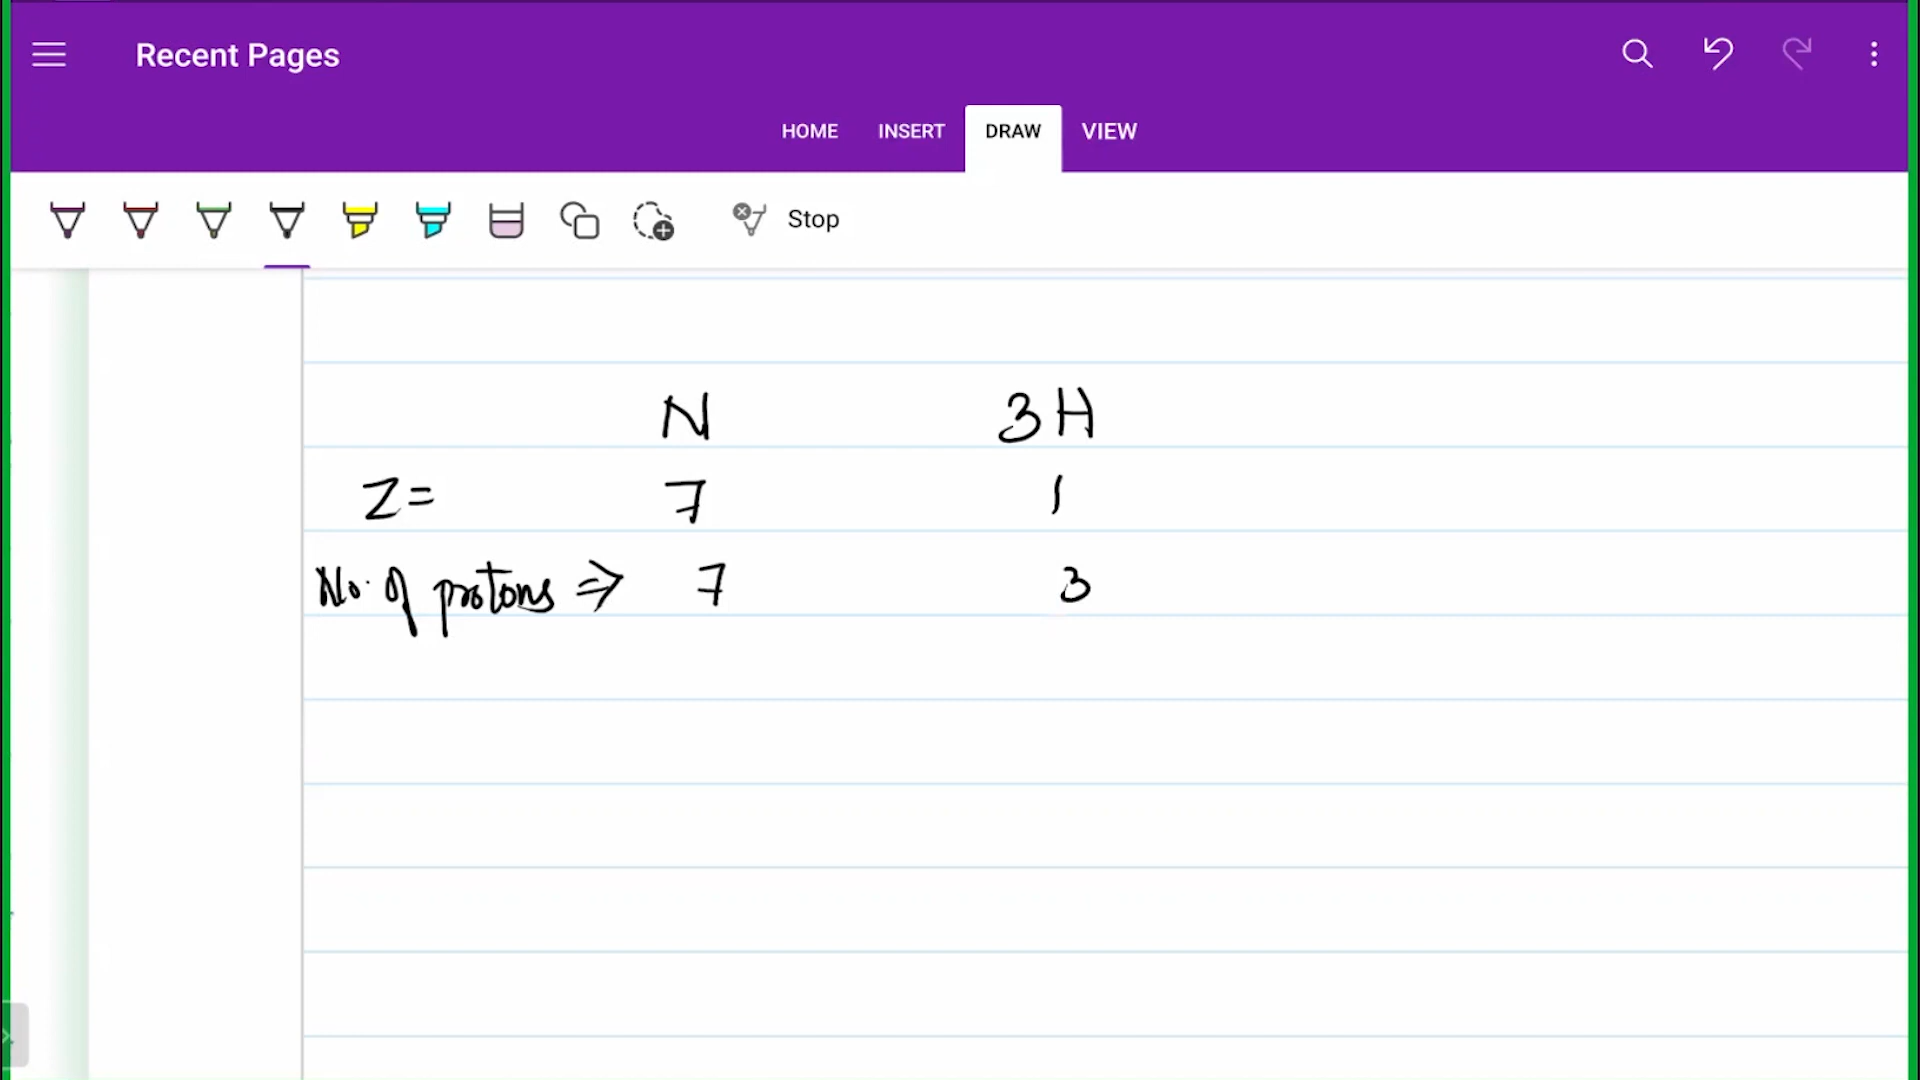 Recent Pages
HOME INSERT DRAW VIEW
Stop
N 3H
Z= 7 1
No. of protons ⇒ 7 3